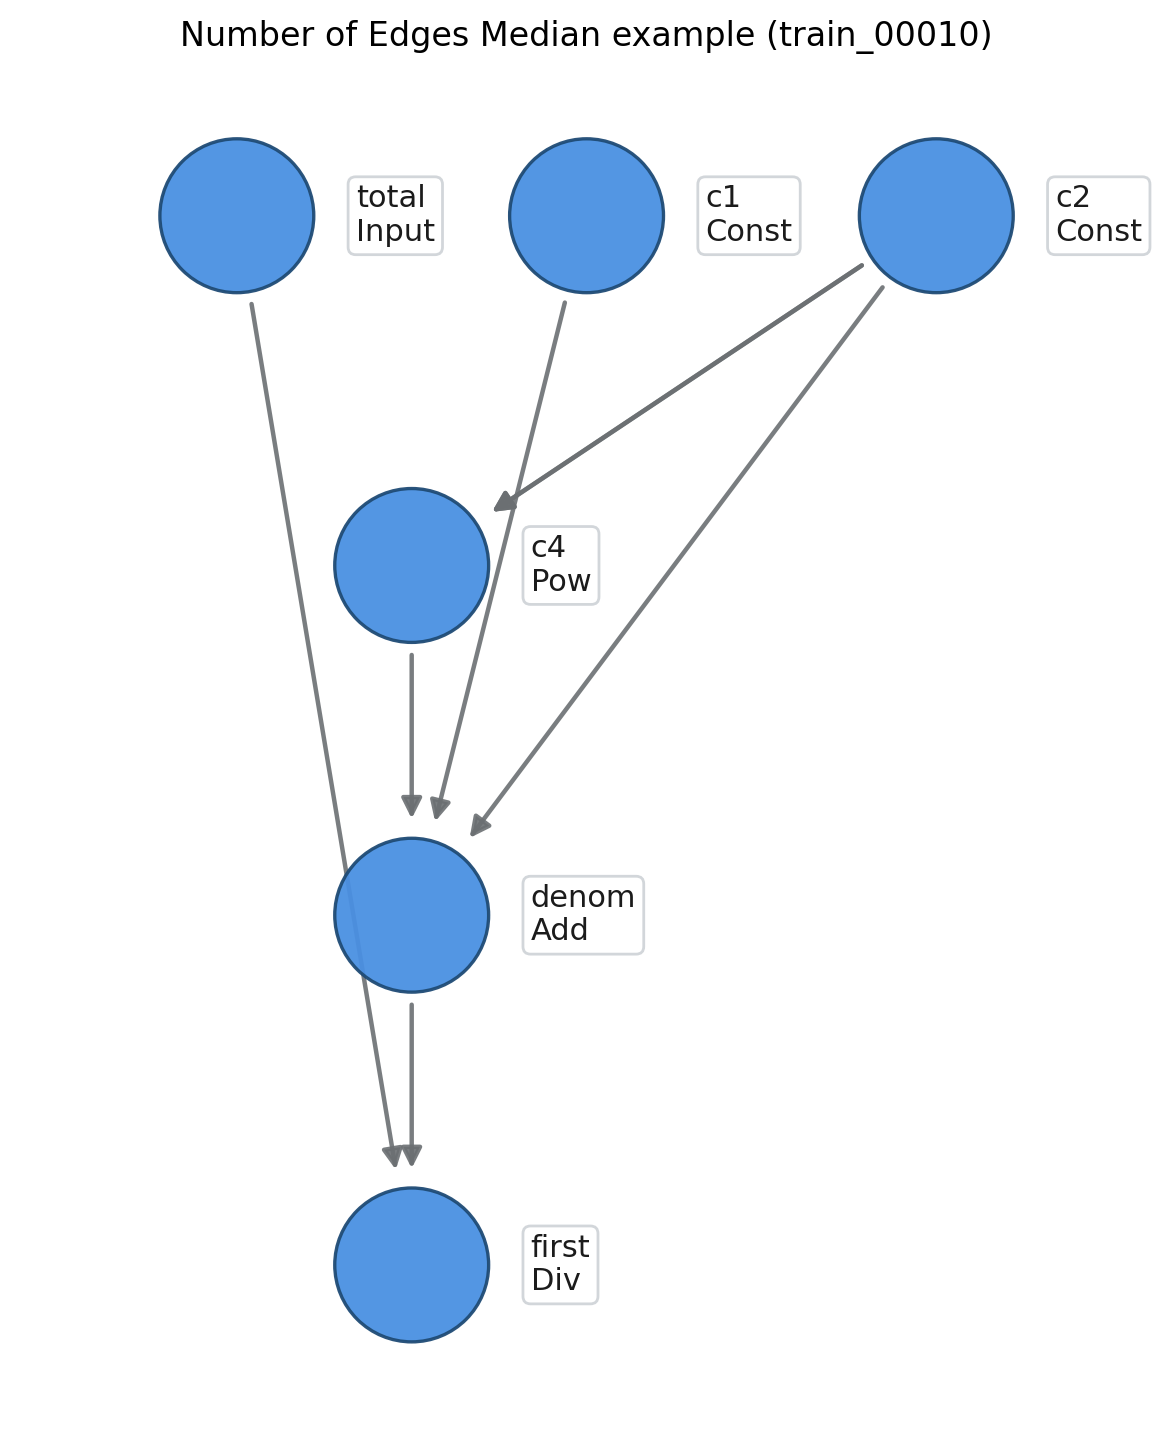 Number of Edges Median example (train_00010)
total
Input
c1
Const
c2
Const
c4
Pow
denom
Add
first
Div